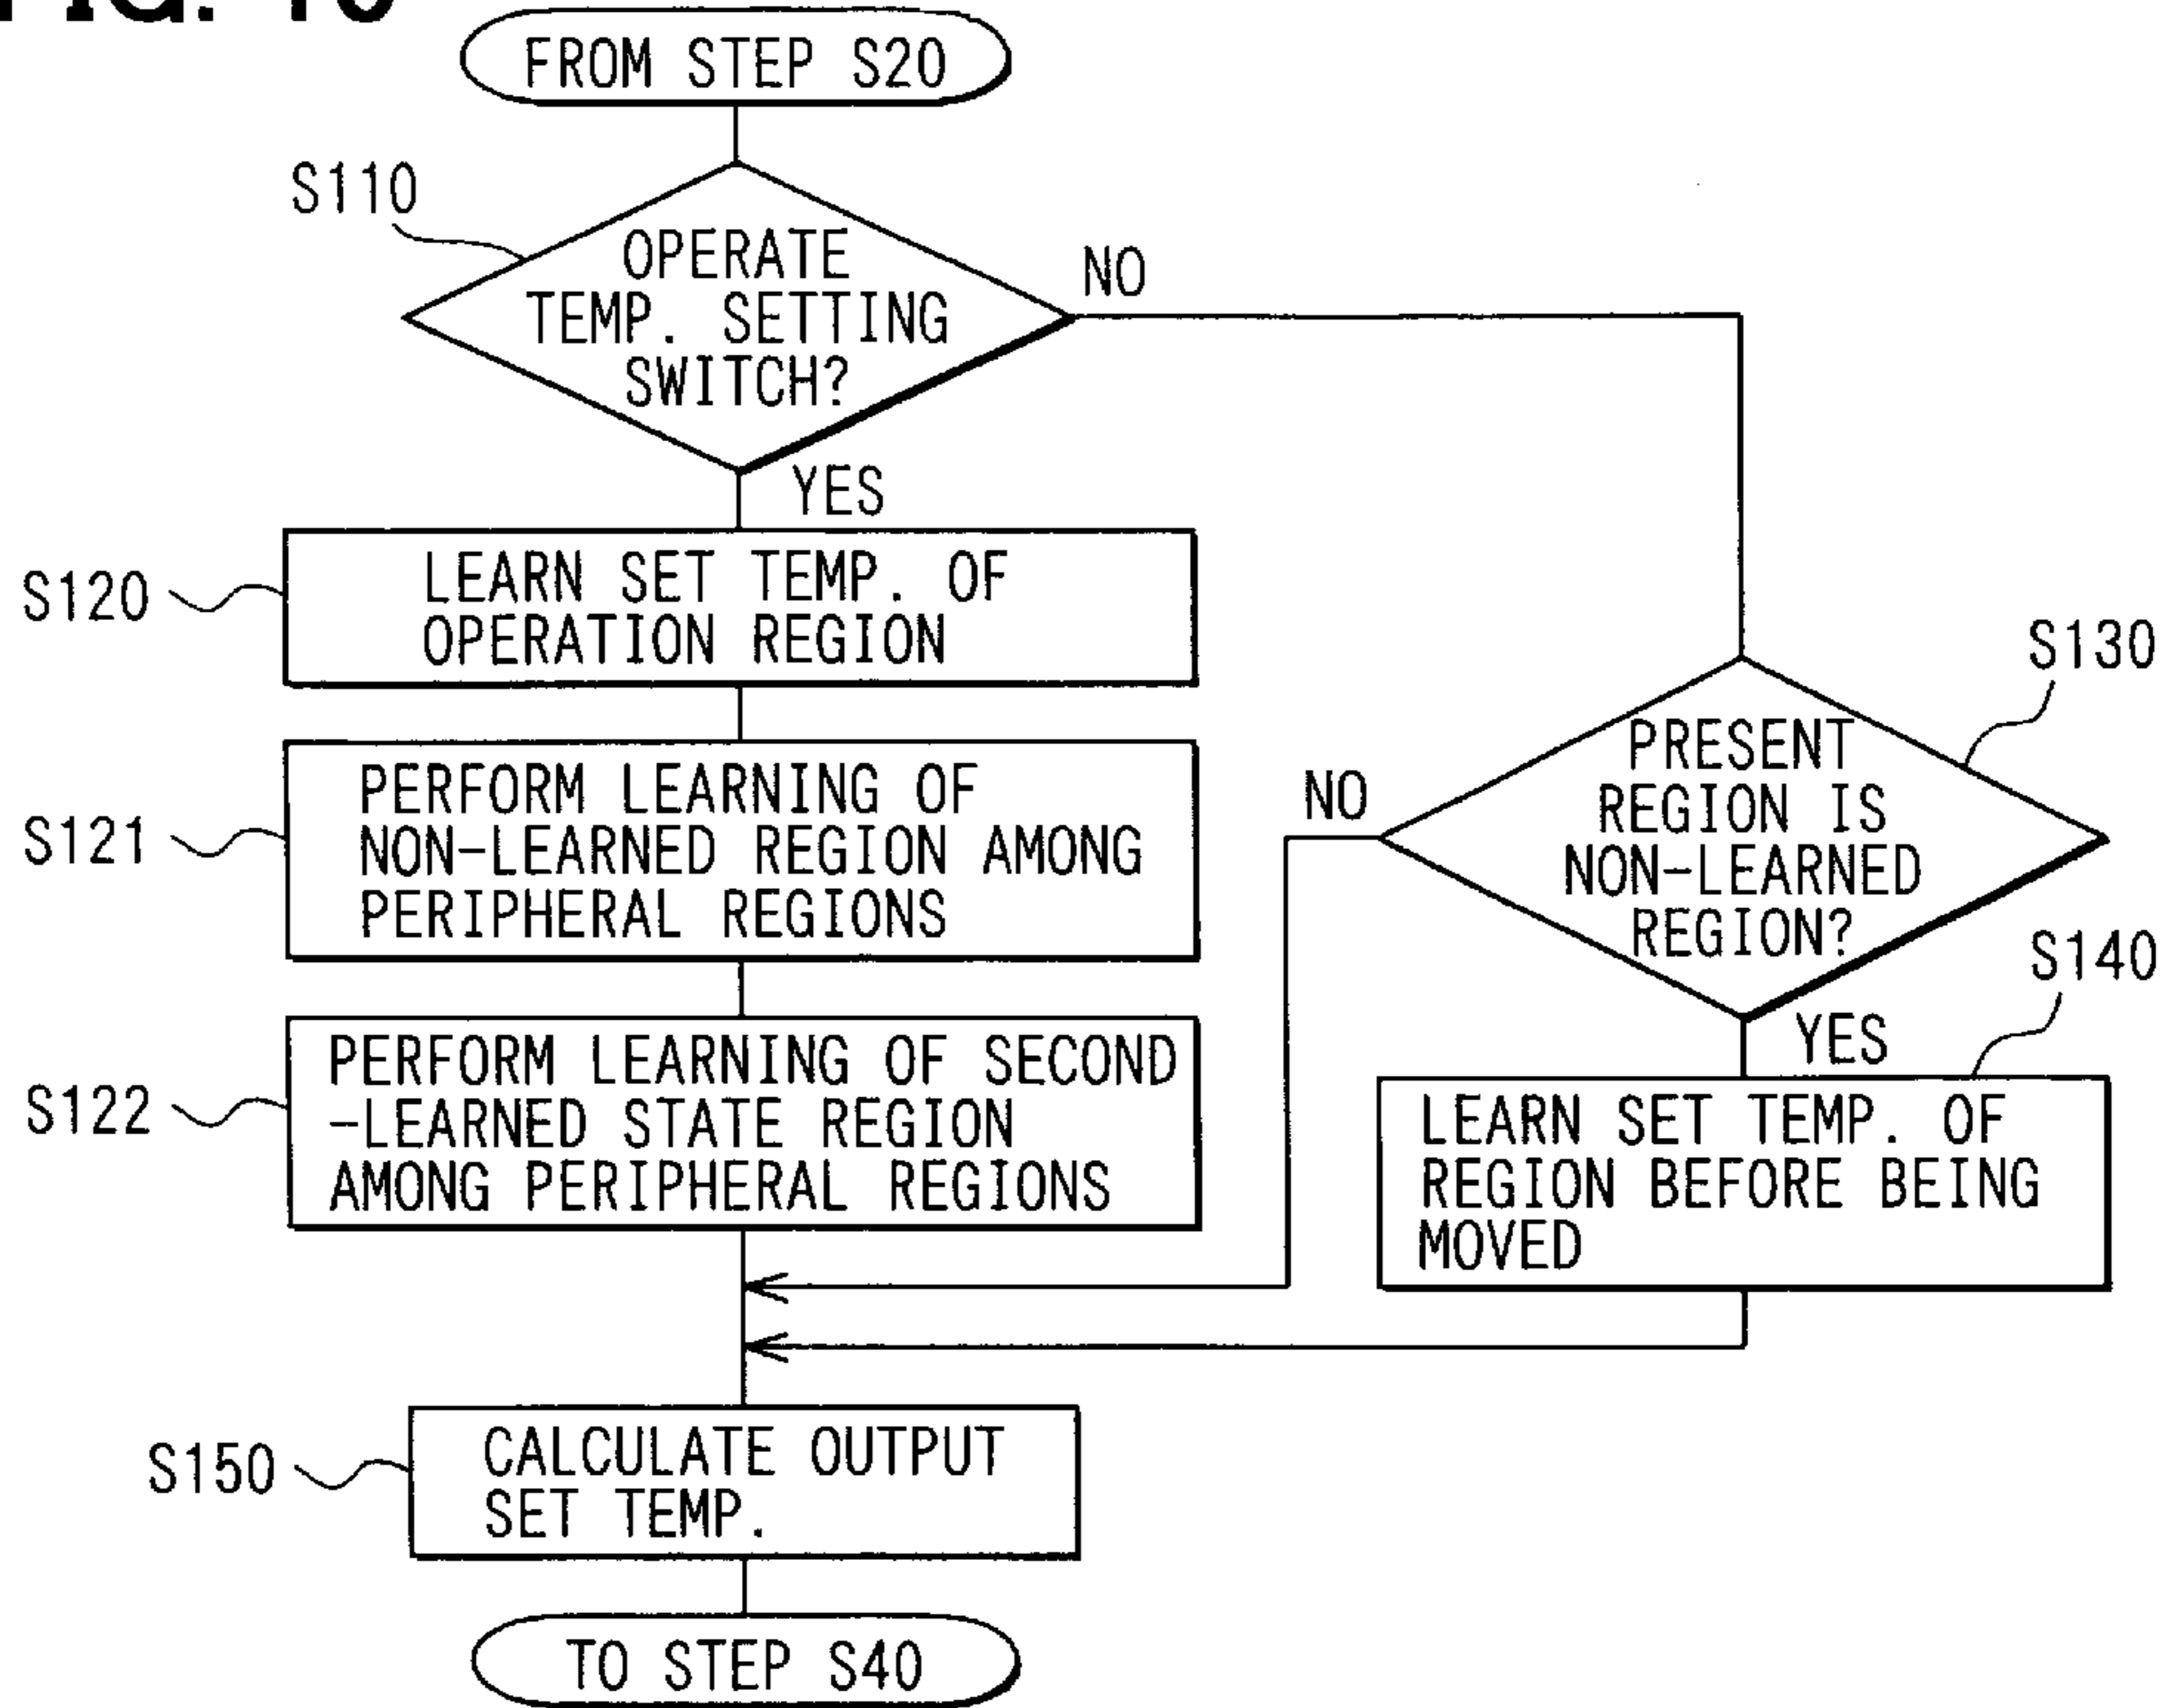 FIG.
FROM STEP S20
S110
OPERATE
TEMP. SETTING
SWITCH?
NO
YES
S120
LEARN SET TEMP. OF
OPERATION REGION
S121
PERFORM LEARNING OF
NON-LEARNED REGION AMONG
PERIPHERAL REGIONS
S122
PERFORM LEARNING OF SECOND
-LEARNED STATE REGION
AMONG PERIPHERAL REGIONS
S130
PRESENT
REGION IS
NON-LEARNED
REGION?
NO
YES
S140
LEARN SET TEMP. OF
REGION BEFORE BEING
MOVED
S150
CALCULATE OUTPUT
SET TEMP.
TO STEP S40